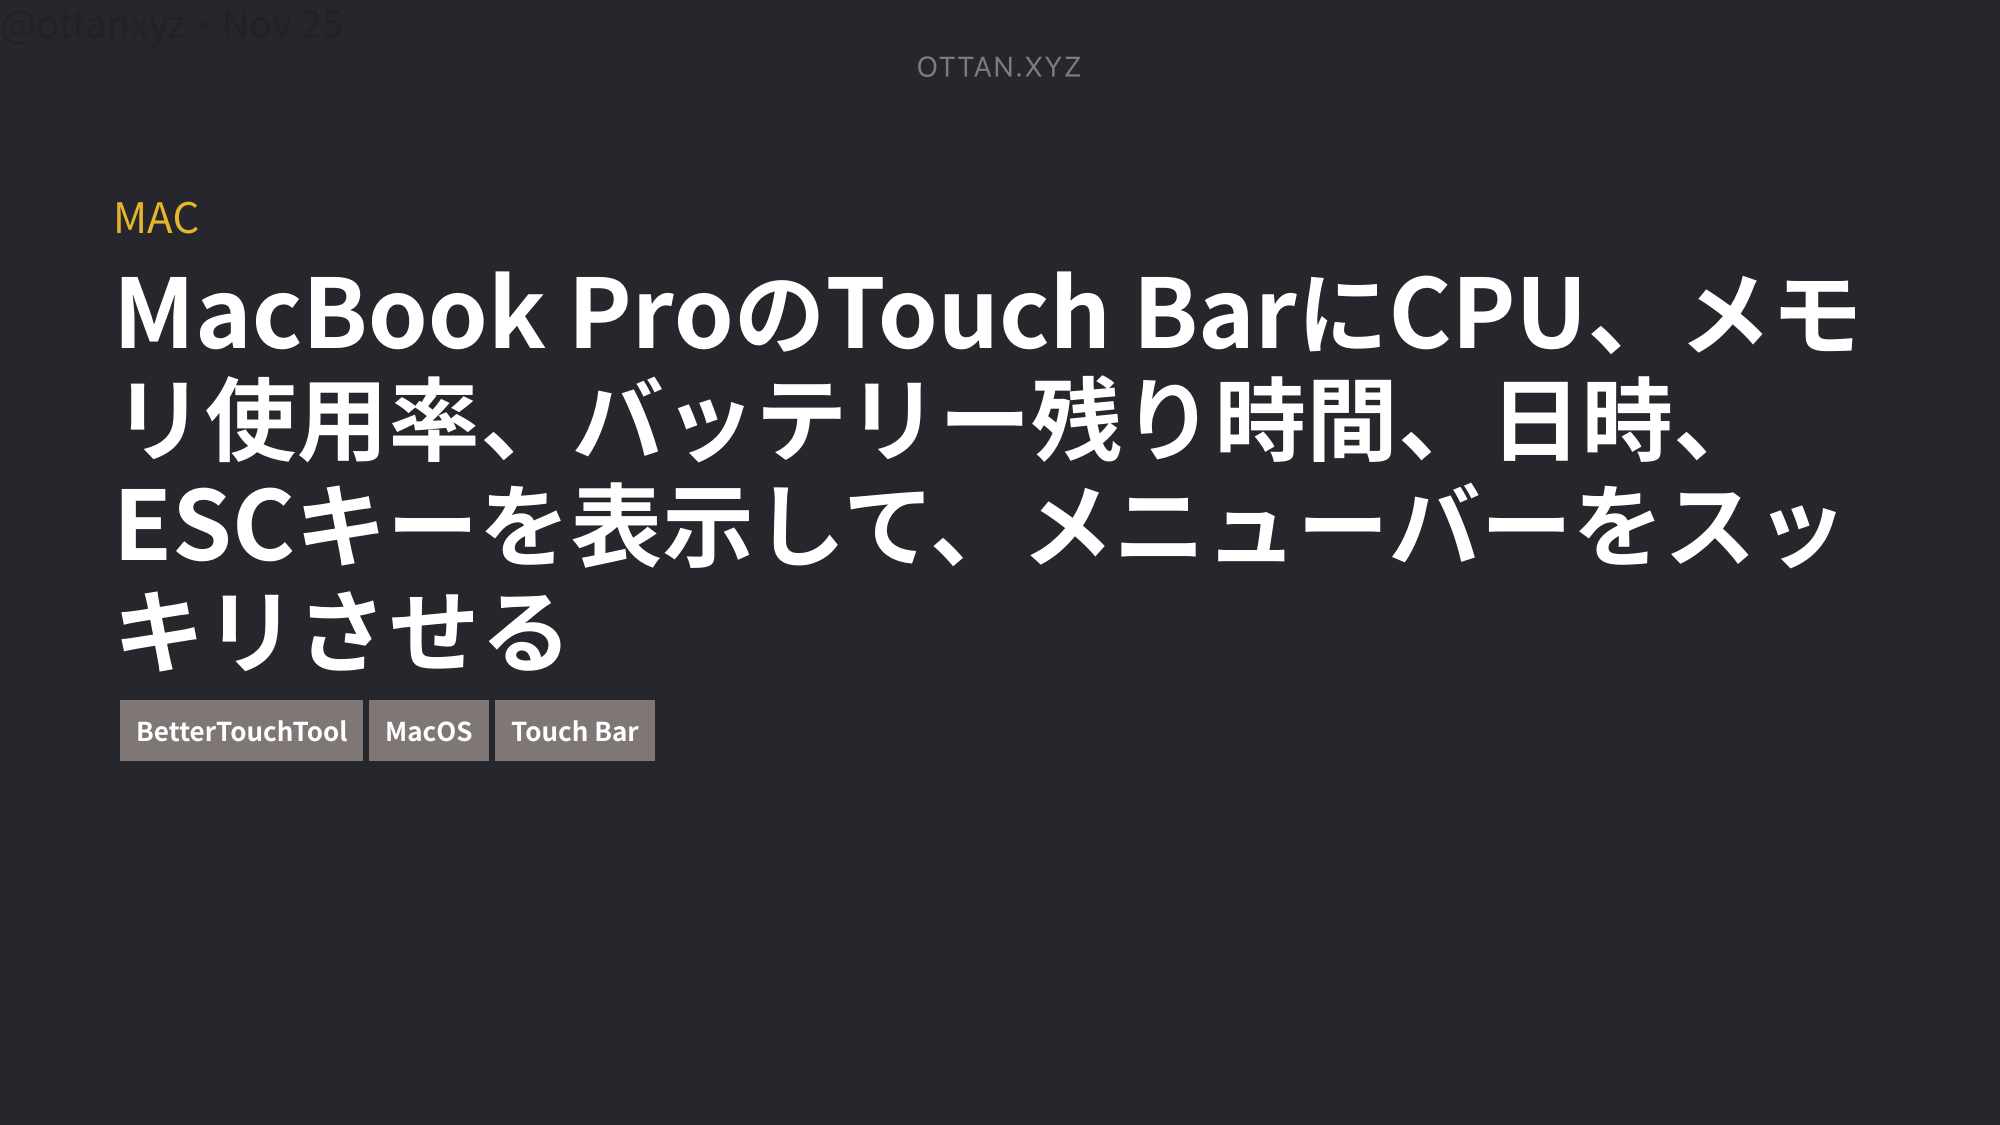 @ottanxyz・Nov 25
OTTAN.XYZ
MAC
MacBook ProのTouch BarにCPU、メモ
リ使用率、バッテリー残り時間、日時、
ESCキーを表示して、メニューバーをスッ
キリさせる
BetterTouchTool MacOS Touch Bar